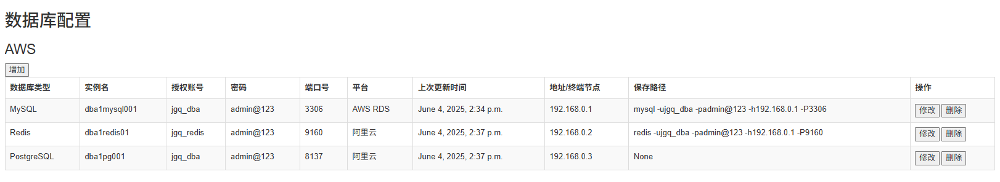 数据库配置
AWS
增加
数据库类型 实例名 授权账号 密码 端口号 平台 上次更新时间 地址/终端节点 保存路径 操作
MySQL dba1mysql001 jgq_dba admin@123 3306 AWS RDS June 4, 2025, 2:34 p.m. 192.168.0.1 mysql -ujgq_dba -padmin@123 -h192.168.0.1 -P3306 修改 删除
Redis dba1redis01 jgq_redis admin@123 9160 阿里云 June 4, 2025, 2:37 p.m. 192.168.0.2 redis -ujgq_dba -padmin@123 -h192.168.0.1 -P9160 修改 删除
PostgreSQL dba1pg001 jgq_dba admin@123 8137 阿里云 June 4, 2025, 2:37 p.m. 192.168.0.3 None 修改 删除